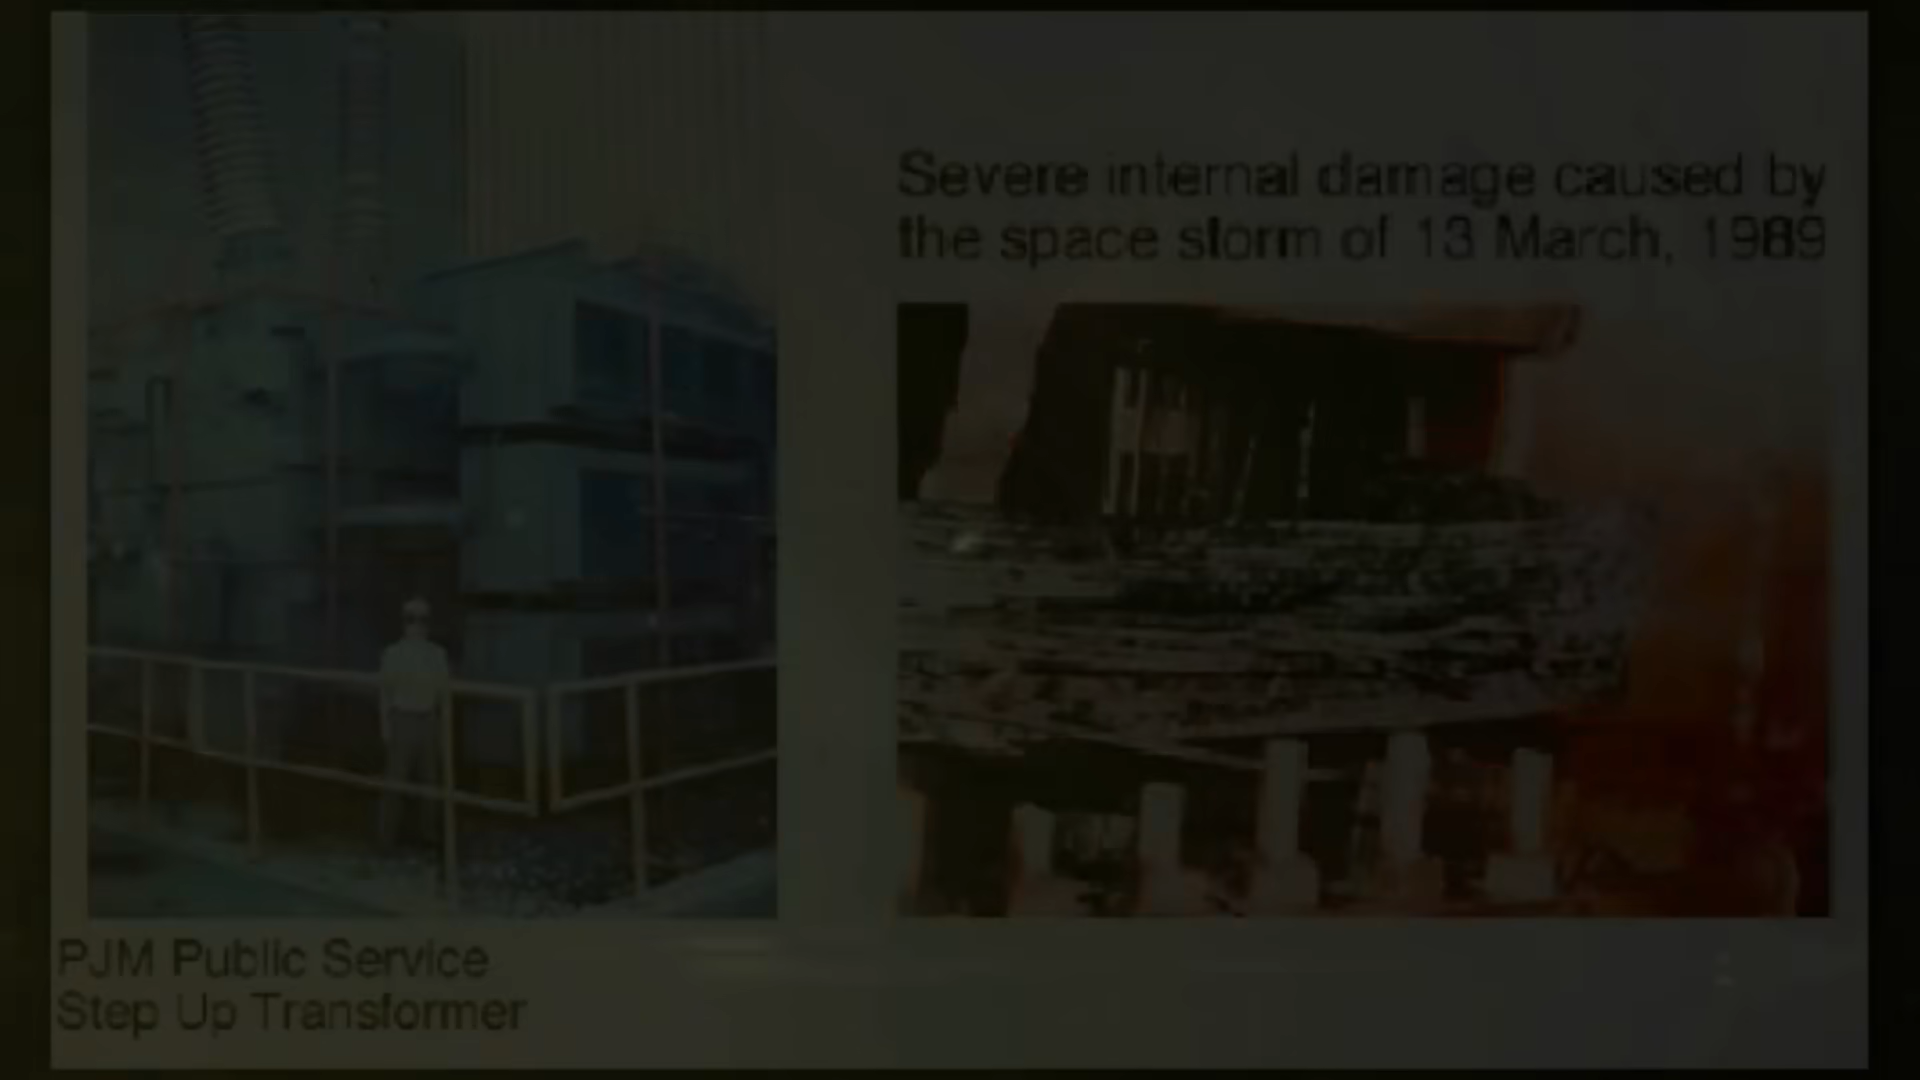 Severe internal damage caused by
the space storm of 13 March, 1989
PJM Public Service
Step Up Transformer